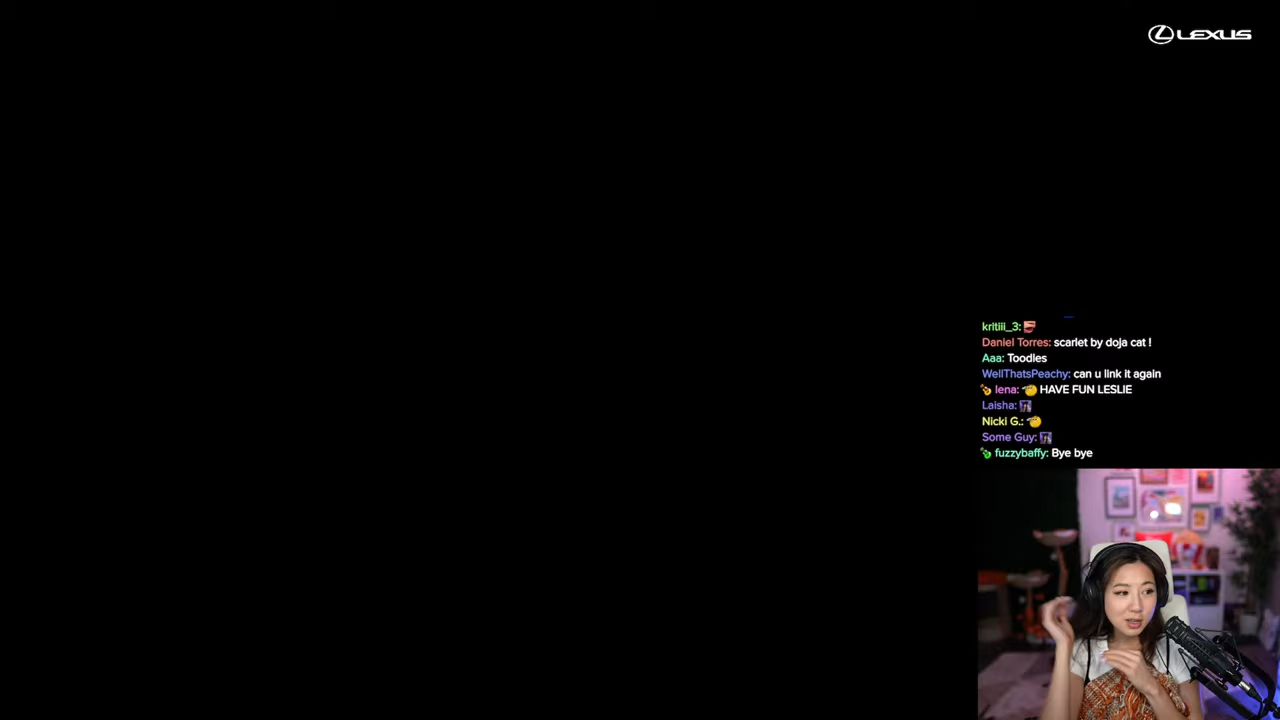 LEXUS
kritiii_3:
Daniel Torres: scarlet by doja cat !
Aaa: Toodles
WellThatsPeachy: can u link it again
lena: HAVE FUN LESLIE
Laisha:
Nicki G.:
Some Guy:
fuzzybaffy: Bye bye